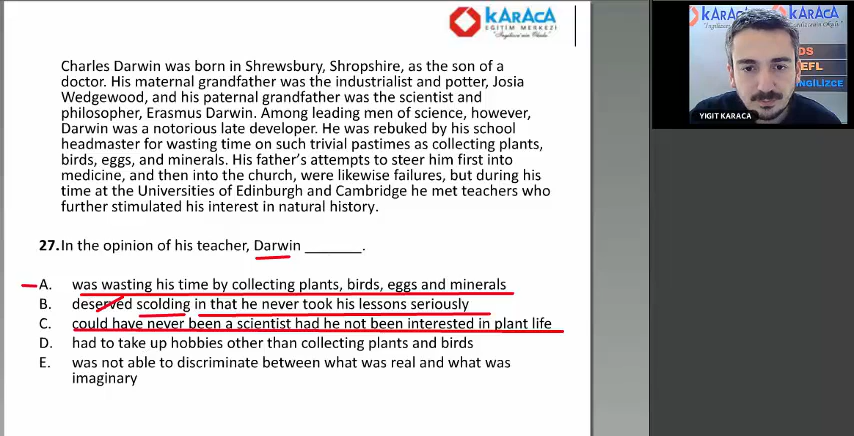 KARACA
EĞİTİM MERKEZİ
Charles Darwin was born in Shrewsbury, Shropshire, as the son of a
doctor. His maternal grandfather was the industrialist and potter, Josia
Wedgewood, and his paternal grandfather was the scientist and
philosopher, Erasmus Darwin. Among leading men of science, however,
Darwin was a notorious late developer. He was rebuked by his school
headmaster for wasting time on such trivial pastimes as collecting plants,
birds, eggs, and minerals. His father's attempts to steer him first into
medicine, and then into the church, were likewise failures, but during his
time at the Universities of Edinburgh and Cambridge he met teachers who
further stimulated his interest in natural history.
27. In the opinion of his teacher, Darwin _______.
A. was wasting his time by collecting plants, birds, eggs and minerals
B. deserved scolding in that he never took his lessons seriously
C. could have never been a scientist had he not been interested in plant life
D. had to take up hobbies other than collecting plants and birds
E. was not able to discriminate between what was real and what was
imaginary
YIGIT KARACA